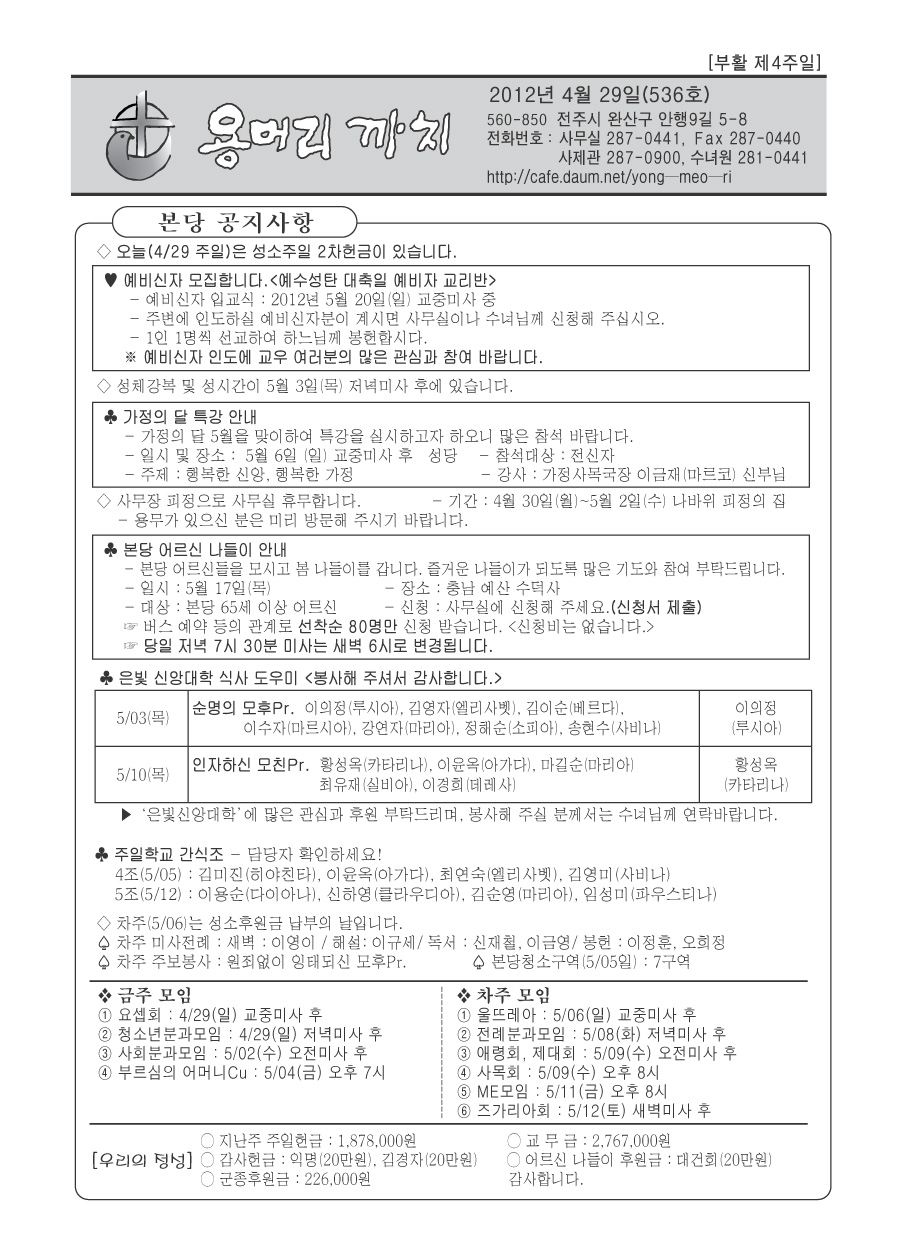 [부활 제4주일]
용머리 까치
2012년 4월 29일(536호)
560-850 전주시 완산구 안행9길 5-8
전화번호 : 사무실 287-0441, Fax 287-0440
사제관 287-0900, 수녀원 281-0441
http://cafe.daum.net/yong—meo—ri
본당 공지사항
◇ 오늘(4/29 주일)은 성소주일 2차헌금이 있습니다.
♥ 예비신자 모집합니다.<예수성탄 대축일 예비자 교리반>
- 예비신자 입교식 : 2012년 5월 20일(일) 교중미사 중
- 주변에 인도하실 예비신자분이 계시면 사무실이나 수녀님께 신청해 주십시오.
- 1인 1명씩 선교하여 하느님께 봉헌합시다.
※ 예비신자 인도에 교우 여러분의 많은 관심과 참여 바랍니다.
◇ 성체강복 및 성시간이 5월 3일(목) 저녁미사 후에 있습니다.
♣ 가정의 달 특강 안내
- 가정의 달 5월을 맞이하여 특강을 실시하고자 하오니 많은 참석 바랍니다.
- 일시 및 장소 : 5월 6일 (일) 교중미사 후 성당 - 참석대상 : 전신자
- 주제 : 행복한 신앙, 행복한 가정 - 강사 : 가정사목국장 이금재(마르코) 신부님
◇ 사무장 피정으로 사무실 휴무합니다. - 기간 : 4월 30일(월)~5월 2일(수) 나바위 피정의 집
- 용무가 있으신 분은 미리 방문해 주시기 바랍니다.
♣ 본당 어르신 나들이 안내
- 본당 어르신들을 모시고 봄 나들이를 갑니다. 즐거운 나들이가 되도록 많은 기도와 참여 부탁드립니다.
- 일시 : 5월 17일(목) - 장소 : 충남 예산 수덕사
- 대상 : 본당 65세 이상 어르신 - 신청 : 사무실에 신청해 주세요.(신청서 제출)
☞ 버스 예약 등의 관계로 선착순 80명만 신청 받습니다. <신청비는 없습니다.>
☞ 당일 저녁 7시 30분 미사는 새벽 6시로 변경됩니다.
♣ 은빛 신앙대학 식사 도우미 <봉사해 주셔서 감사합니다.>
5/03(목) 순명의 모후Pr. 이의정(루시아), 김영자(엘리사벳), 김이순(베르다), 이의정
이수자(마르시아), 강연자(마리아), 정해순(소피아), 송현수(사비나) (루시아)
5/10(목) 인자하신 모친Pr. 황성옥(카타리나), 이윤옥(아가다), 마길순(마리아) 황성옥
최유재(실비아), 이경희(데레사) (카타리나)
▶ ‘은빛신앙대학’에 많은 관심과 후원 부탁드리며, 봉사해 주실 분께서는 수녀님께 연락바랍니다.
♣ 주일학교 간식조 - 담당자 확인하세요!
4조(5/05) : 김미진(히야친타), 이윤옥(아가다), 최연숙(엘리사벳), 김영미(사비나)
5조(5/12) : 이용순(다이아나), 신하영(클라우디아), 김순영(마리아), 임성미(파우스티나)
◇ 차주(5/06)는 성소후원금 납부의 날입니다.
♤ 차주 미사전례 : 새벽 : 이영이 / 해설: 이규세/ 독서 : 신재철, 이금영/ 봉헌 : 이정훈, 오희정
♤ 차주 주보봉사 : 원죄없이 잉태되신 모후Pr. ♤ 본당청소구역(5/05일) : 7구역
❖ 금주 모임
① 요셉회 : 4/29(일) 교중미사 후
② 청소년분과모임 : 4/29(일) 저녁미사 후
③ 사회분과모임 : 5/02(수) 오전미사 후
④ 부르심의 어머니Cu : 5/04(금) 오후 7시
❖ 차주 모임
① 울뜨레아 : 5/06(일) 교중미사 후
② 전례분과모임 : 5/08(화) 저녁미사 후
③ 애령회, 제대회 : 5/09(수) 오전미사 후
④ 사목회 : 5/09(수) 오후 8시
⑤ ME모임 : 5/11(금) 오후 8시
⑥ 즈가리아회 : 5/12(토) 새벽미사 후
[우리의 정성]
○ 지난주 주일헌금 : 1,878,000원 ○ 교 무 금 : 2,767,000원
○ 감사헌금 : 익명(20만원), 김경자(20만원) ○ 어르신 나들이 후원금 : 대건회(20만원)
○ 군종후원금 : 226,000원 감사합니다.